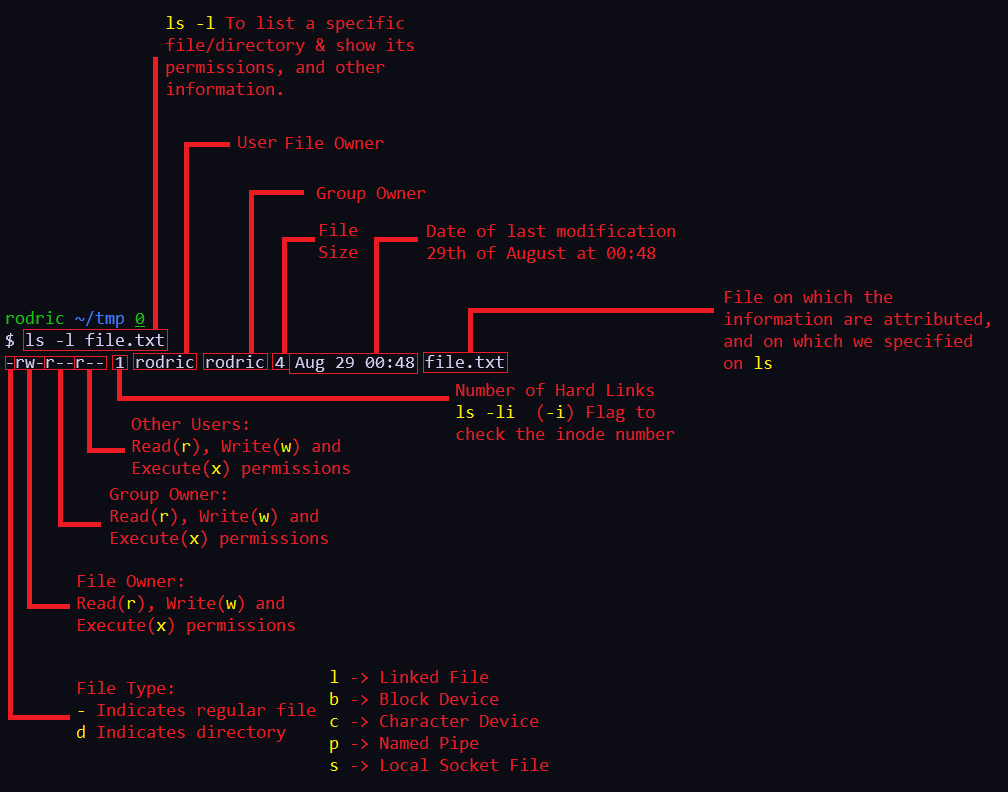 ls -l To list a specific
file/directory & show its
permissions, and other
information.
User File Owner
Group Owner
File
Size
Date of last modification
29th of August at 00:48
File on which the
information are attributed,
and on which we specified
on ls
rodric ~/tmp 0
$ ls -l file.txt
-rw-r--r-- 1 rodric rodric 4 Aug 29 00:48 file.txt
Number of Hard Links
ls -li (-i) Flag to
check the inode number
Other Users:
Read(r), Write(w) and
Execute(x) permissions
Group Owner:
Read(r), Write(w) and
Execute(x) permissions
File Owner:
Read(r), Write(w) and
Execute(x) permissions
File Type:
- Indicates regular file
d Indicates directory
l -> Linked File
b -> Block Device
c -> Character Device
p -> Named Pipe
s -> Local Socket File